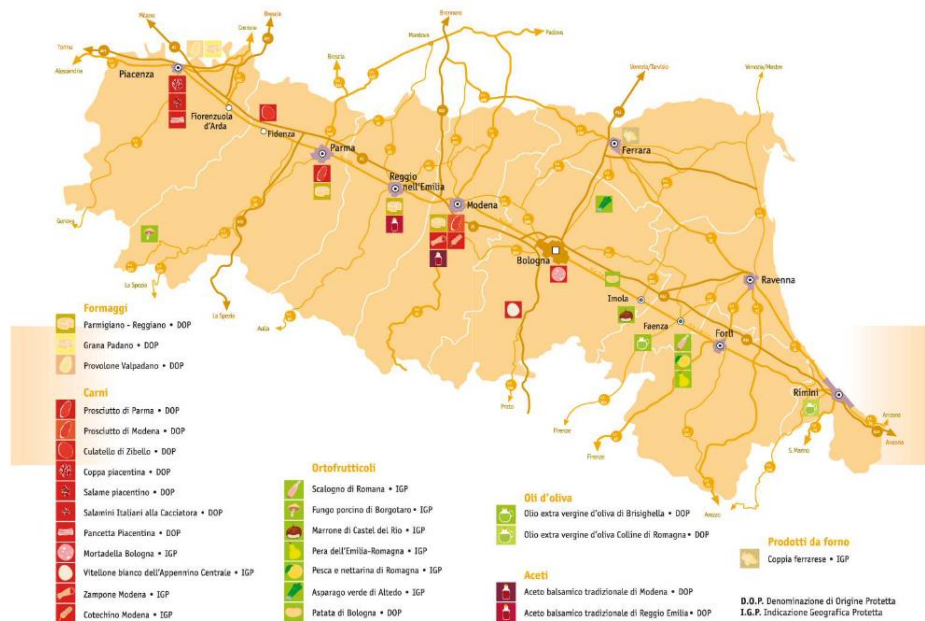 Milano
Brescia
Cremona
Torino
Alessandria
Piacenza
Fiorenzuola
d'Arda
Fidenza
Brescia
Mantova
Brennero
Padova
Venezia/Tarvisio
Venezia/Mestre
Parma
Reggio
nell'Emilia
Modena
Ferrara
Bologna
Imola
Faenza
Forlì
Ravenna
Rimini
Genova
La Spezia
La Spezia
Aulla
Prato
Firenze
Firenze
Arezzo
S.Marino
Ancona
Ancona
Formaggi
Parmigiano - Reggiano • DOP
Grana Padano • DOP
Provolone Valpadano • DOP
Carni
Prosciutto di Parma • DOP
Prosciutto di Modena • DOP
Culatello di Zibello • DOP
Coppa piacentina • DOP
Salame piacentino • DOP
Salamini Italiani alla Cacciatora • DOP
Pancetta Piacentina • DOP
Mortadella Bologna • IGP
Vitellone bianco dell'Appennino Centrale • IGP
Zampone Modena • IGP
Cotechino Modena • IGP
Ortofrutticoli
Scalogno di Romana • IGP
Fungo porcino di Borgotaro • IGP
Marrone di Castel del Rio • IGP
Pera dell'Emilia-Romagna • IGP
Pesca e nettarina di Romagna • IGP
Asparago verde di Altedo • IGP
Patata di Bologna • DOP
Oli d'oliva
Olio extra vergine d'oliva di Brisighella • DOP
Olio extra vergine d'oliva Colline di Romagna • DOP
Aceti
Aceto balsamico tradizionale di Modena • DOP
Aceto balsamico tradizionale di Reggio Emilia • DOP
Prodotti da forno
Coppia ferrarese • IGP
D.O.P. Denominazione di Origine Protetta
I.G.P. Indicazione Geografica Protetta